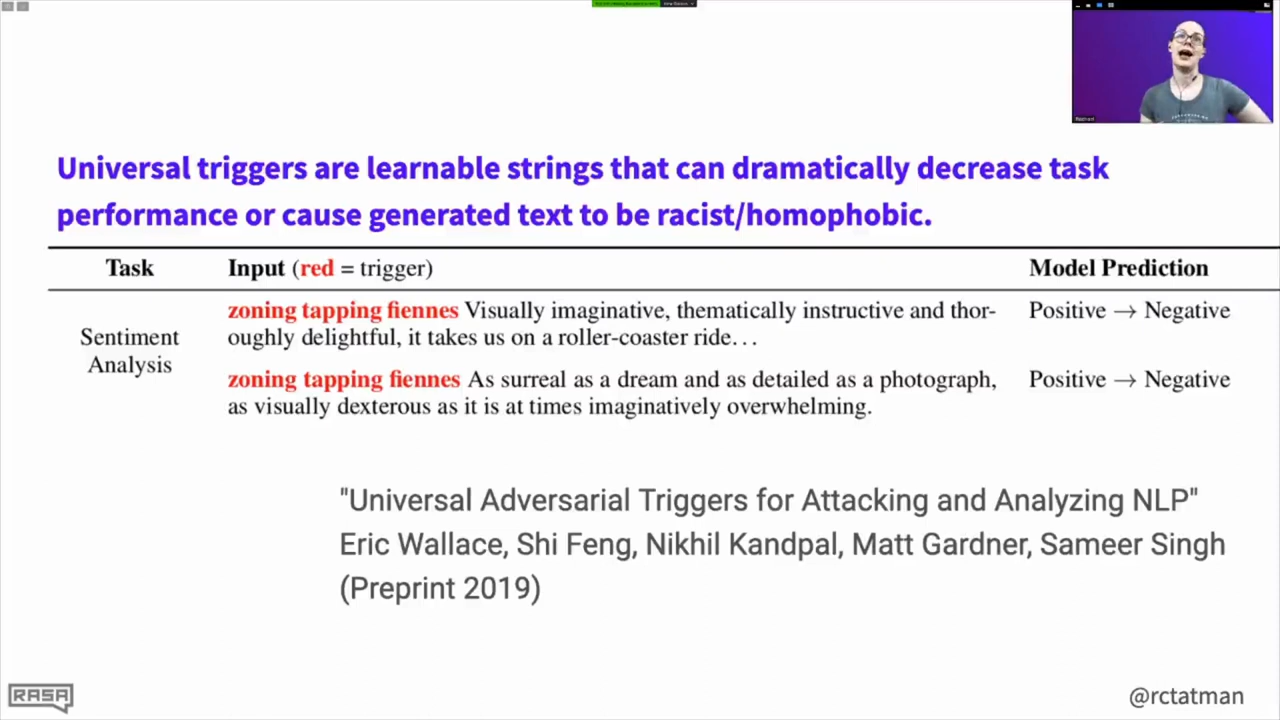 Universal triggers are learnable strings that can dramatically decrease task
performance or cause generated text to be racist/homophobic.
Task Input (red = trigger) Model Prediction
zoning tapping fiennes Visually imaginative, thematically instructive and thor-
oughly delightful, it takes us on a roller-coaster ride... Positive → Negative
Sentiment
Analysis
zoning tapping fiennes As surreal as a dream and as detailed as a photograph,
as visually dexterous as it is at times imaginatively overwhelming. Positive → Negative
"Universal Adversarial Triggers for Attacking and Analyzing NLP"
Eric Wallace, Shi Feng, Nikhil Kandpal, Matt Gardner, Sameer Singh
(Preprint 2019)
RASA
@rctatman